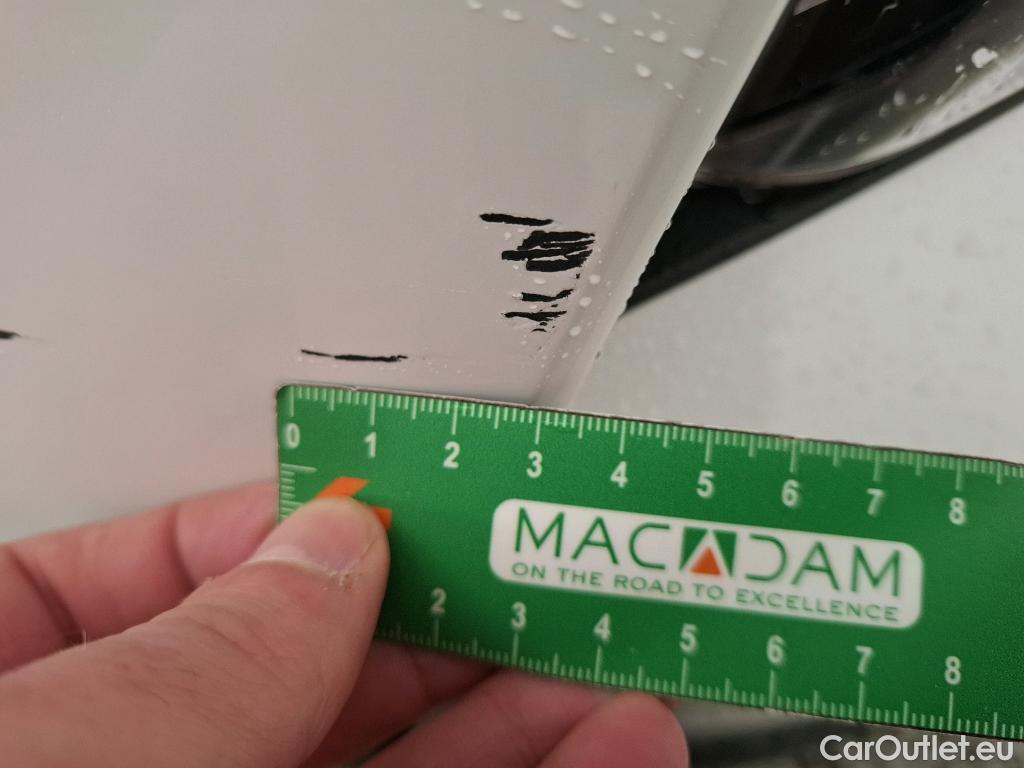 0 1 2 3 4 5 6 7 8
MACADAM
ON THE ROAD TO EXCELLENCE
2 3 4 5 6 7 8
CarOutlet.eu